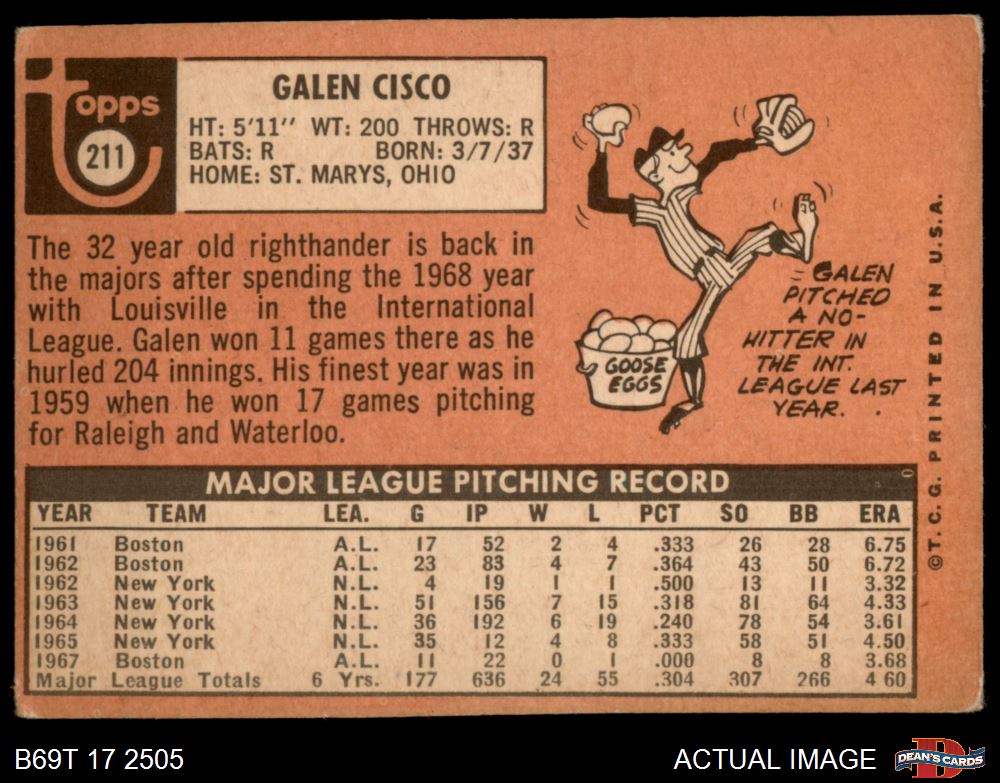 Topps
211
GALEN CISCO
HT: 5'11'' WT: 200 THROWS: R
BATS: R BORN: 3/7/37
HOME: ST. MARYS, OHIO
The 32 year old righthander is back in
the majors after spending the 1968 year
with Louisville in the International
League. Galen won 11 games there as he
hurled 204 innings. His finest year was in
1959 when he won 17 games pitching
for Raleigh and Waterloo.
GOOSE
EGGS
GALEN
PITCHED
A NO-
HITTER IN
THE INT.
LEAGUE LAST
YEAR.
©T.C.G. PRINTED IN U.S.A.
MAJOR LEAGUE PITCHING RECORD
YEAR TEAM LEA. G IP W L PCT SO BB ERA
1961 Boston A.L. 17 52 2 4 .333 26 28 6.75
1962 Boston A.L. 23 83 4 7 .364 43 50 6.72
1962 New York N.L. 4 19 1 1 .500 13 11 3.32
1963 New York N.L. 51 156 7 15 .318 81 64 4.33
1964 New York N.L. 36 192 6 19 .240 78 54 3.61
1965 New York N.L. 35 12 4 8 .333 58 51 4.50
1967 Boston A.L. 11 22 0 1 .000 8 8 3.68
Major League Totals 6 Yrs. 177 636 24 55 .304 307 266 4 60
B69T 17 2505
ACTUAL IMAGE
D
DEAN'S CARDS